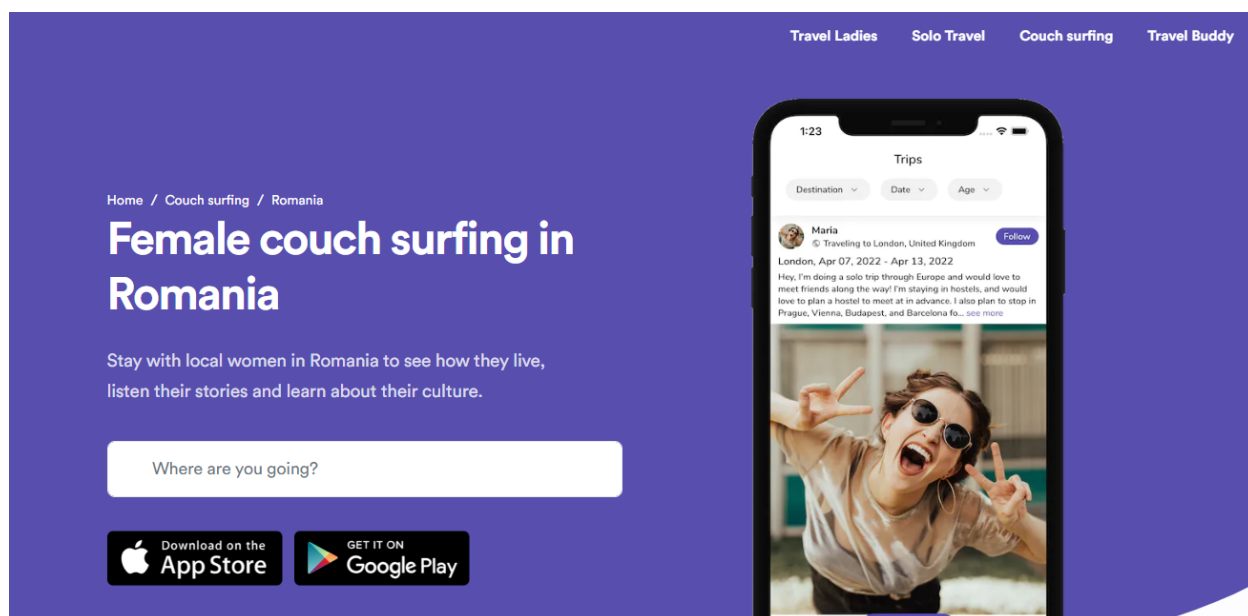 Travel Ladies Solo Travel Couch surfing Travel Buddy
Home / Couch surfing / Romania
Female couch surfing in
Romania
Stay with local women in Romania to see how they live,
listen their stories and learn about their culture.
Where are you going?
Download on the
App Store
GET IT ON
Google Play
1:23
Trips
Destination Date Age
Maria
Traveling to London, United Kingdom
Follow
London, Apr 07, 2022 - Apr 13, 2022
Hey, I'm doing a solo trip through Europe and would love to
meet friends along the way! I'm staying in hostels, and would
love to plan a hostel to meet at in advance. I also plan to stop in
Prague, Vienna, Budapest, and Barcelona fo... see more